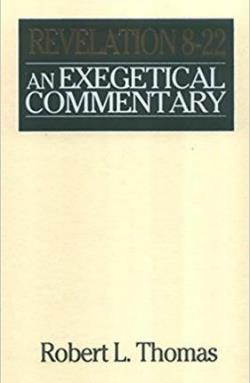 REVELATION 8-22
AN EXEGETICAL
COMMENTARY
Robert L. Thomas